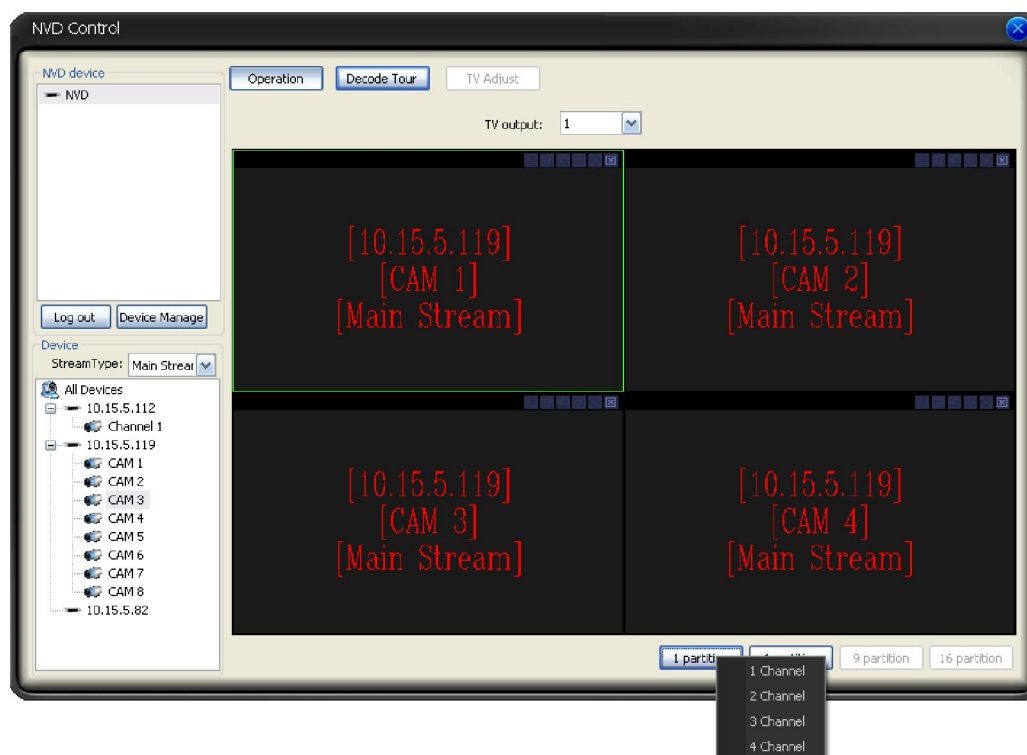 NVD Control
NVD device
NVD
Operation
Decode Tour
TV Adjust
TV output:
1
[10.15.5.119]
[CAM 1]
[Main Stream]
[10.15.5.119]
[CAM 2]
[Main Stream]
Log out
Device Manage
Device
StreamType:
Main Strear
All Devices
10.15.5.112
Channel 1
10.15.5.119
CAM 1
CAM 2
CAM 3
CAM 4
CAM 5
CAM 6
CAM 7
CAM 8
10.15.5.82
[10.15.5.119]
[CAM 3]
[Main Stream]
[10.15.5.119]
[CAM 4]
[Main Stream]
1 partiti
9 partition
16 partition
1 Channel
2 Channel
3 Channel
4 Channel